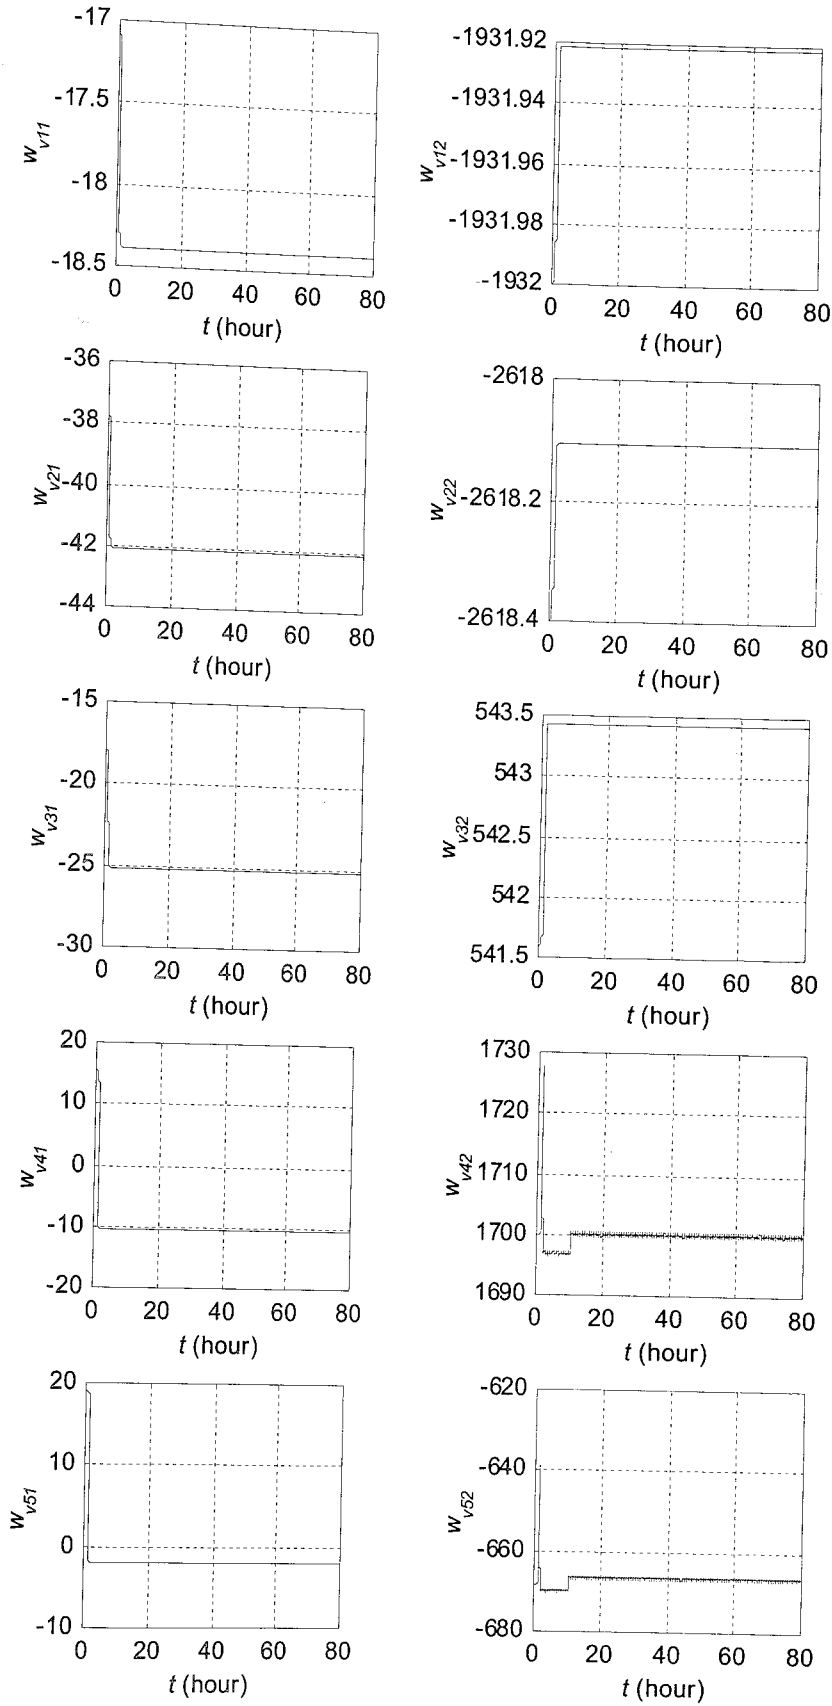 -17
-17.5
-18
-18.5
w_v11
0 20 40 60 80
t (hour)
-1931.92
-1931.94
-1931.96
-1931.98
-1932
w_v12
0 20 40 60 80
t (hour)
-36
-38
-40
-42
-44
w_v21
0 20 40 60 80
t (hour)
-2618
-2618.2
-2618.4
w_v22
0 20 40 60 80
t (hour)
-15
-20
-25
-30
w_v31
0 20 40 60 80
t (hour)
543.5
543
542.5
542
541.5
w_v32
0 20 40 60 80
t (hour)
20
10
0
-10
-20
w_v41
0 20 40 60 80
t (hour)
1730
1720
1710
1700
1690
w_v42
0 20 40 60 80
t (hour)
20
10
0
-10
w_v51
0 20 40 60 80
t (hour)
-620
-640
-660
-680
w_v52
0 20 40 60 80
t (hour)